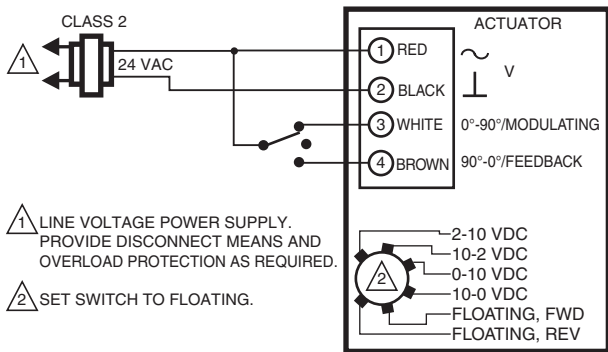 CLASS 2
ACTUATOR
1
24 VAC
1 RED
V
2 BLACK
3 WHITE 0°-90°/MODULATING
4 BROWN 90°-0°/FEEDBACK
1 LINE VOLTAGE POWER SUPPLY.
PROVIDE DISCONNECT MEANS AND
OVERLOAD PROTECTION AS REQUIRED.
2 SET SWITCH TO FLOATING.
2
2-10 VDC
10-2 VDC
0-10 VDC
10-0 VDC
FLOATING, FWD
FLOATING, REV